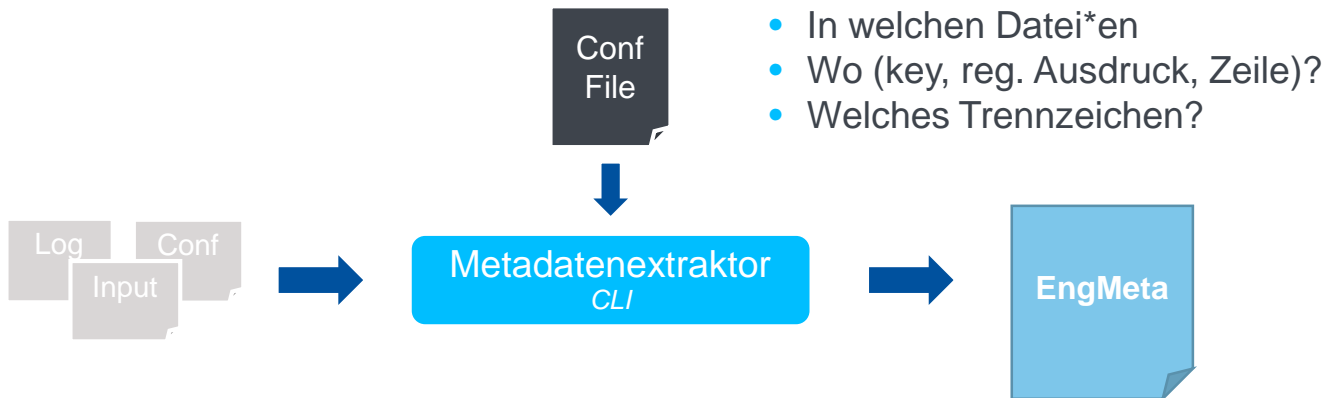 Conf
File
• In welchen Datei*en
• Wo (key, reg. Ausdruck, Zeile)?
• Welches Trennzeichen?
Log
Conf
Input
Metadatenextraktor
CLI
EngMeta